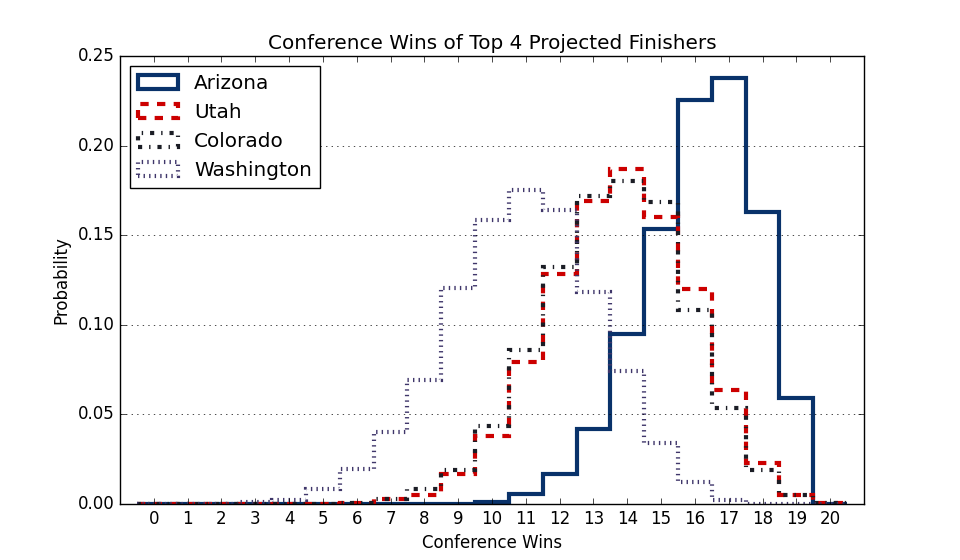 Conference Wins of Top 4 Projected Finishers
Arizona
Utah
Colorado
Washington
0.25
0.20
0.15
0.10
0.05
0.00
Probability
0 1 2 3 4 5 6 7 8 9 10 11 12 13 14 15 16 17 18 19 20
Conference Wins